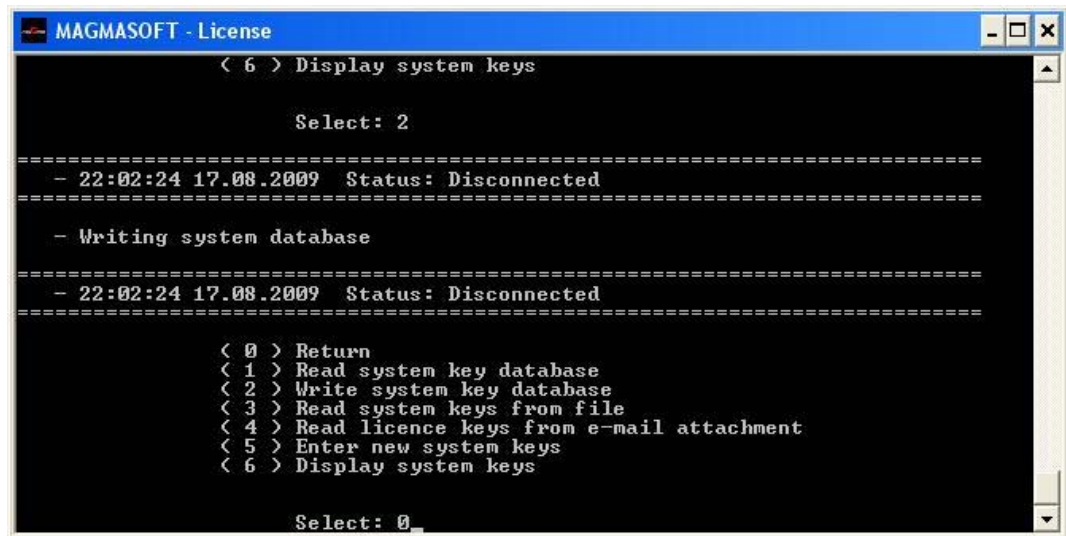 MAGMASOFT - License
( 6 ) Display system keys
Select: 2
==========================================================================
- 22:02:24 17.08.2009 Status: Disconnected
==========================================================================
- Writing system database
==========================================================================
- 22:02:24 17.08.2009 Status: Disconnected
==========================================================================
( 0 ) Return
( 1 ) Read system key database
( 2 ) Write system key database
( 3 ) Read system keys from file
( 4 ) Read licence keys from e-mail attachment
( 5 ) Enter new system keys
( 6 ) Display system keys
Select: 0_